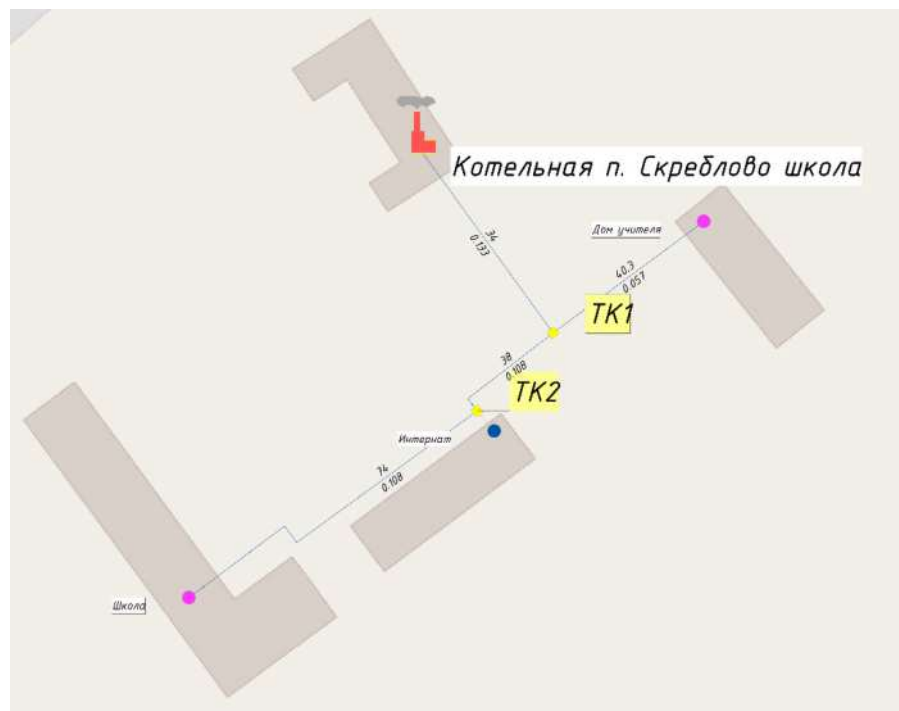 Котельная п. Скреблово школа
Дом учителя
34
0.133
40.3
0.057
ТК1
38
0.108
ТК2
Интернат
74
0.108
Школа